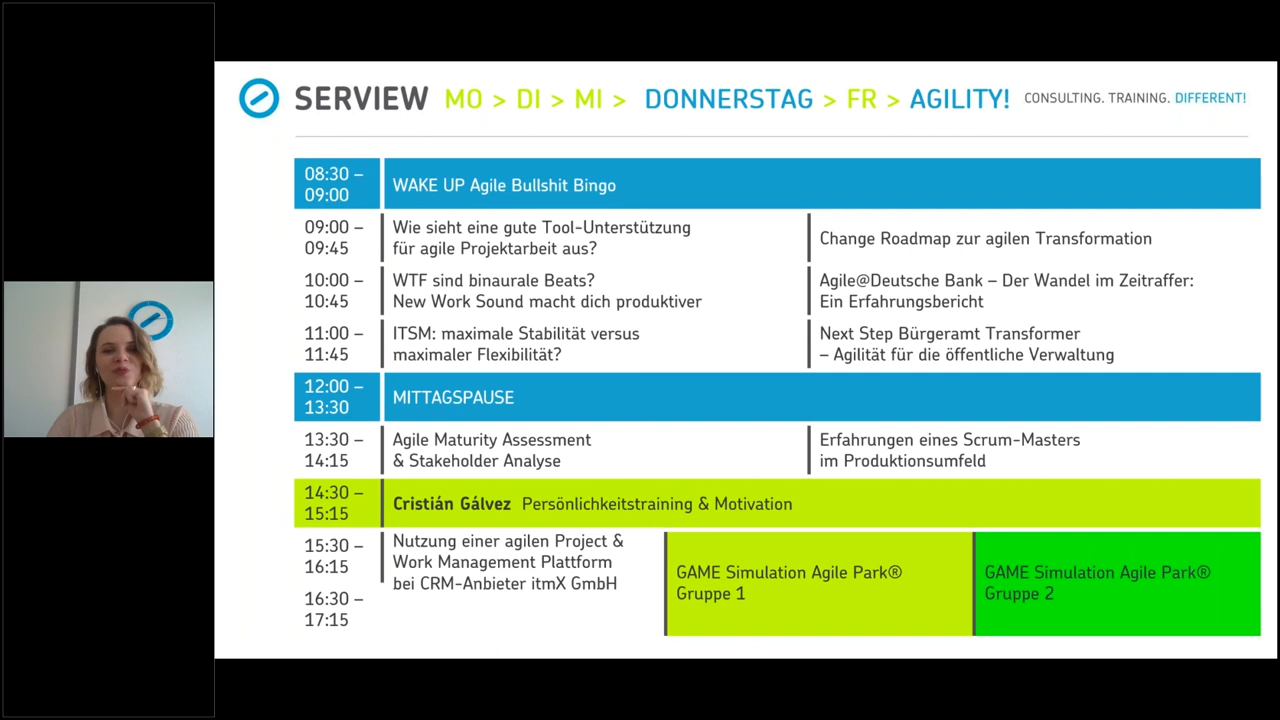 SERVIEW MO > DI > MI > DONNERSTAG > FR > AGILITY! CONSULTING. TRAINING. DIFFERENT!
08:30 –
09:00
WAKE UP Agile Bullshit Bingo
09:00 –
09:45
Wie sieht eine gute Tool-Unterstützung
für agile Projektarbeit aus?
Change Roadmap zur agilen Transformation
10:00 –
10:45
WTF sind binaurale Beats?
New Work Sound macht dich produktiver
Agile@Deutsche Bank – Der Wandel im Zeitraffer:
Ein Erfahrungsbericht
11:00 –
11:45
ITSM: maximale Stabilität versus
maximaler Flexibilität?
Next Step Bürgeramt Transformer
– Agilität für die öffentliche Verwaltung
12:00 –
13:30
MITTAGSPAUSE
13:30 –
14:15
Agile Maturity Assessment
& Stakeholder Analyse
Erfahrungen eines Scrum-Masters
im Produktionsumfeld
14:30 –
15:15
Cristián Gálvez Persönlichkeitstraining & Motivation
15:30 –
16:15
Nutzung einer agilen Project &
Work Management Plattform
bei CRM-Anbieter itmX GmbH
GAME Simulation Agile Park®
Gruppe 1
GAME Simulation Agile Park®
Gruppe 2
16:30 –
17:15